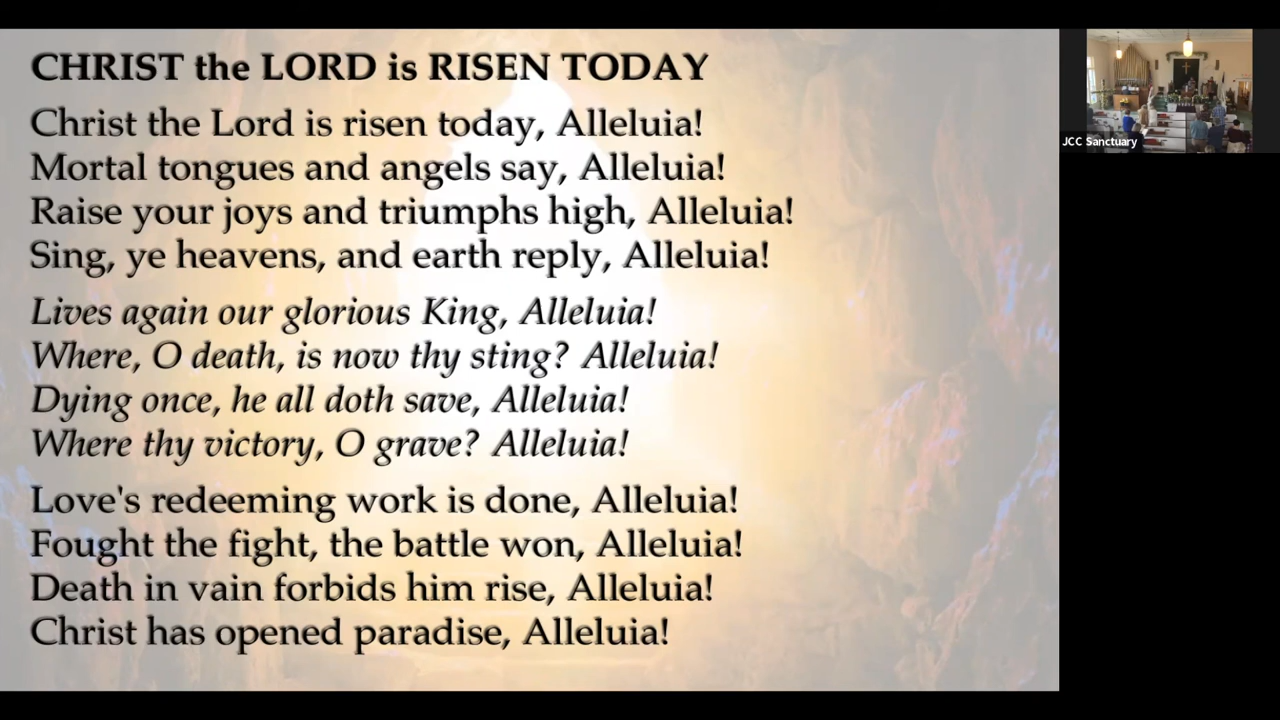 CHRIST the LORD is RISEN TODAY
Christ the Lord is risen today, Alleluia!
Mortal tongues and angels say, Alleluia!
Raise your joys and triumphs high, Alleluia!
Sing, ye heavens, and earth reply, Alleluia!
Lives again our glorious King, Alleluia!
Where, O death, is now thy sting? Alleluia!
Dying once, he all doth save, Alleluia!
Where thy victory, O grave? Alleluia!
Love's redeeming work is done, Alleluia!
Fought the fight, the battle won, Alleluia!
Death in vain forbids him rise, Alleluia!
Christ has opened paradise, Alleluia!
JCC Sanctuary